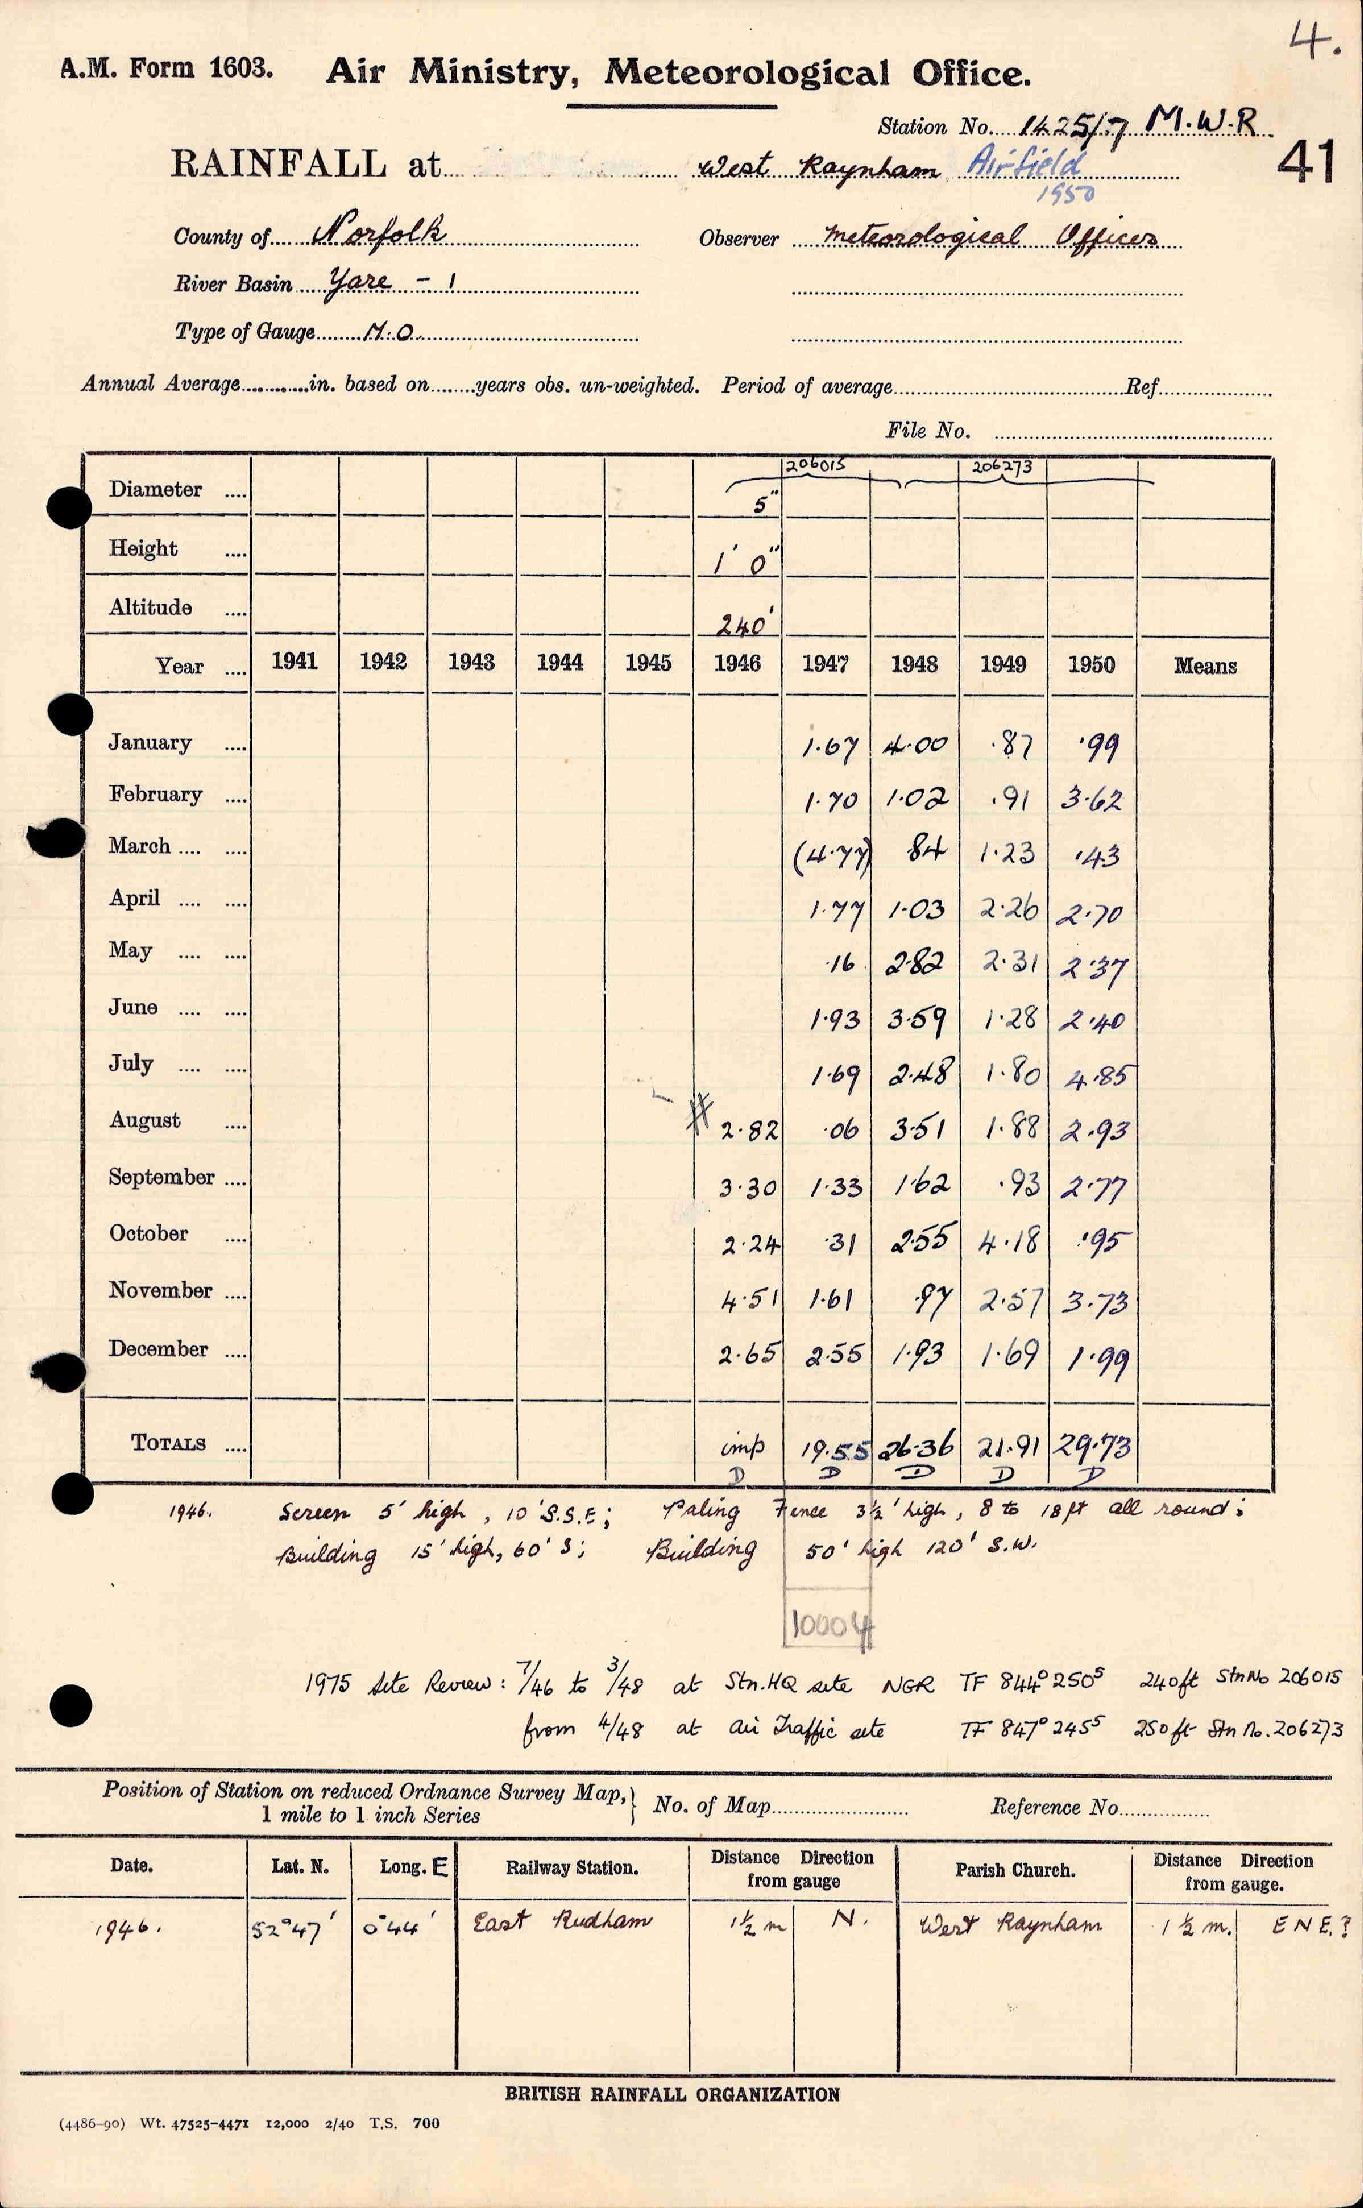 4.
A.M. Form 1603. Air Ministry, Meteorological Office.
Station No. 1425/7 M.W.R
RAINFALL at West Raynham Airfield 41
1950
County of Norfolk Observer Meteorological Officer
River Basin Yare - 1
Type of Gauge M.O.
Annual Average in. based on years obs. un-weighted. Period of average Ref.
File No.
206015 206273
Diameter 5"
Height 1' 0"
Altitude 240'
Year 1941 1942 1943 1944 1945 1946 1947 1948 1949 1950 Means
January 1.67 4.00 .87 .99
February 1.70 1.02 .91 3.62
March (4.77) 84 1.23 .43
April 1.77 1.03 2.26 2.70
May .16 2.82 2.31 2.37
June 1.93 3.59 1.28 2.40
July 1.69 2.48 1.80 4.85
August 2.82 .06 3.51 1.88 2.93
September 3.30 1.33 1.62 .93 2.77
October 2.24 .31 2.55 4.18 .95
November 4.51 1.61 .97 2.57 3.73
December 2.65 2.55 1.93 1.69 1.99
TOTALS imp 19.55 26.36 21.91 29.73
D D D D D
1946. Screen 5' high, 10' S.S.E; Paling Fence 3½' high, 8 to 18 ft all round;
Building 15' high, 60' S; Building 50' high 120' S.W.
10004
1975 Site Review: 7/46 to 3/48 at Stn. HQ site NGR TF 844⁰ 250⁵ 240ft Stn No 206015
from 4/48 at Air Traffic site TF 847⁰ 245⁵ 250ft Stn No. 206273
Position of Station on reduced Ordnance Survey Map, 1 mile to 1 inch Series No. of Map Reference No.
Date. Lat. N. Long. E Railway Station. Distance Direction from gauge Parish Church. Distance Direction from gauge.
1946. 52°47' 0°44' East Rudham 1½ m N. West Raynham 1½ m. ENE.?
BRITISH RAINFALL ORGANIZATION
(4486-90) Wt. 47525-4471 12,000 2/40 T.S. 700